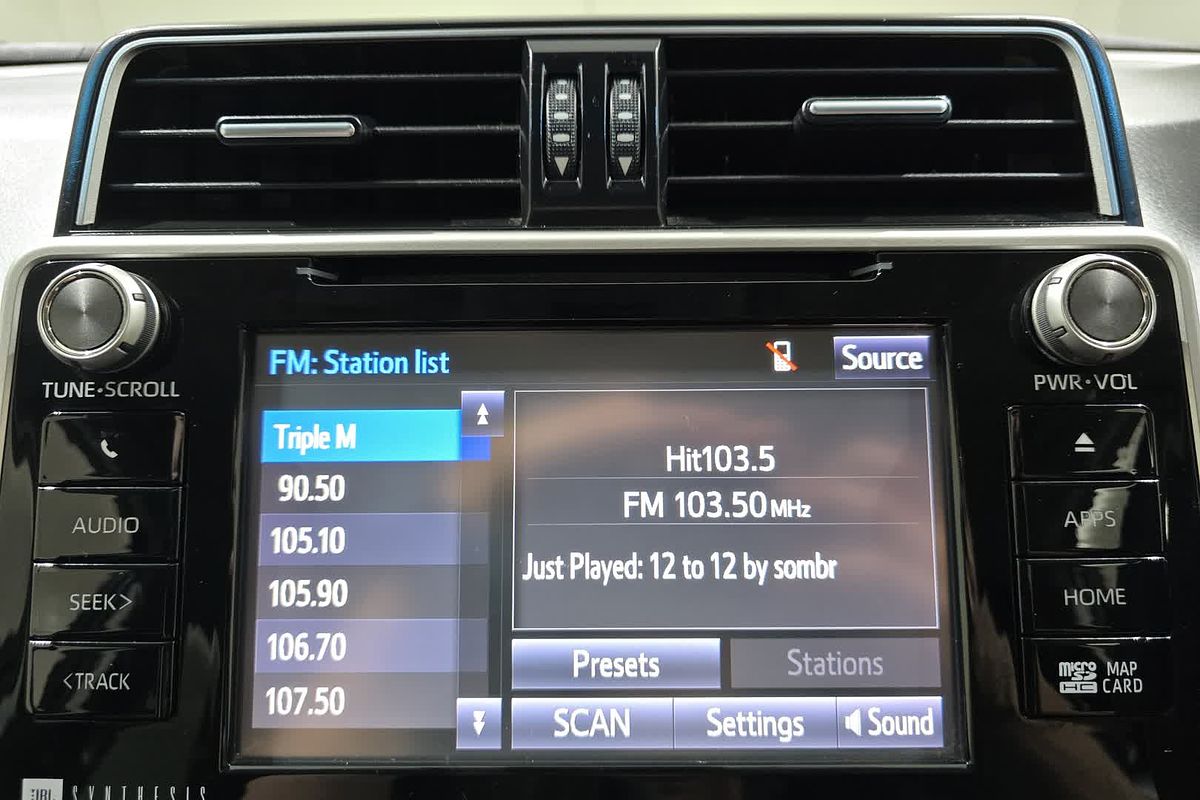 TUNE•SCROLL
AUDIO
SEEK>
<TRACK
JBL SYNTHESIS
FM: Station list
Source
Triple M
90.50
105.10
105.90
106.70
107.50
Hit103.5
FM 103.50 MHz
Just Played: 12 to 12 by sombr
Presets
Stations
SCAN
Settings
Sound
PWR•VOL
APPS
HOME
micro SD HC MAP CARD